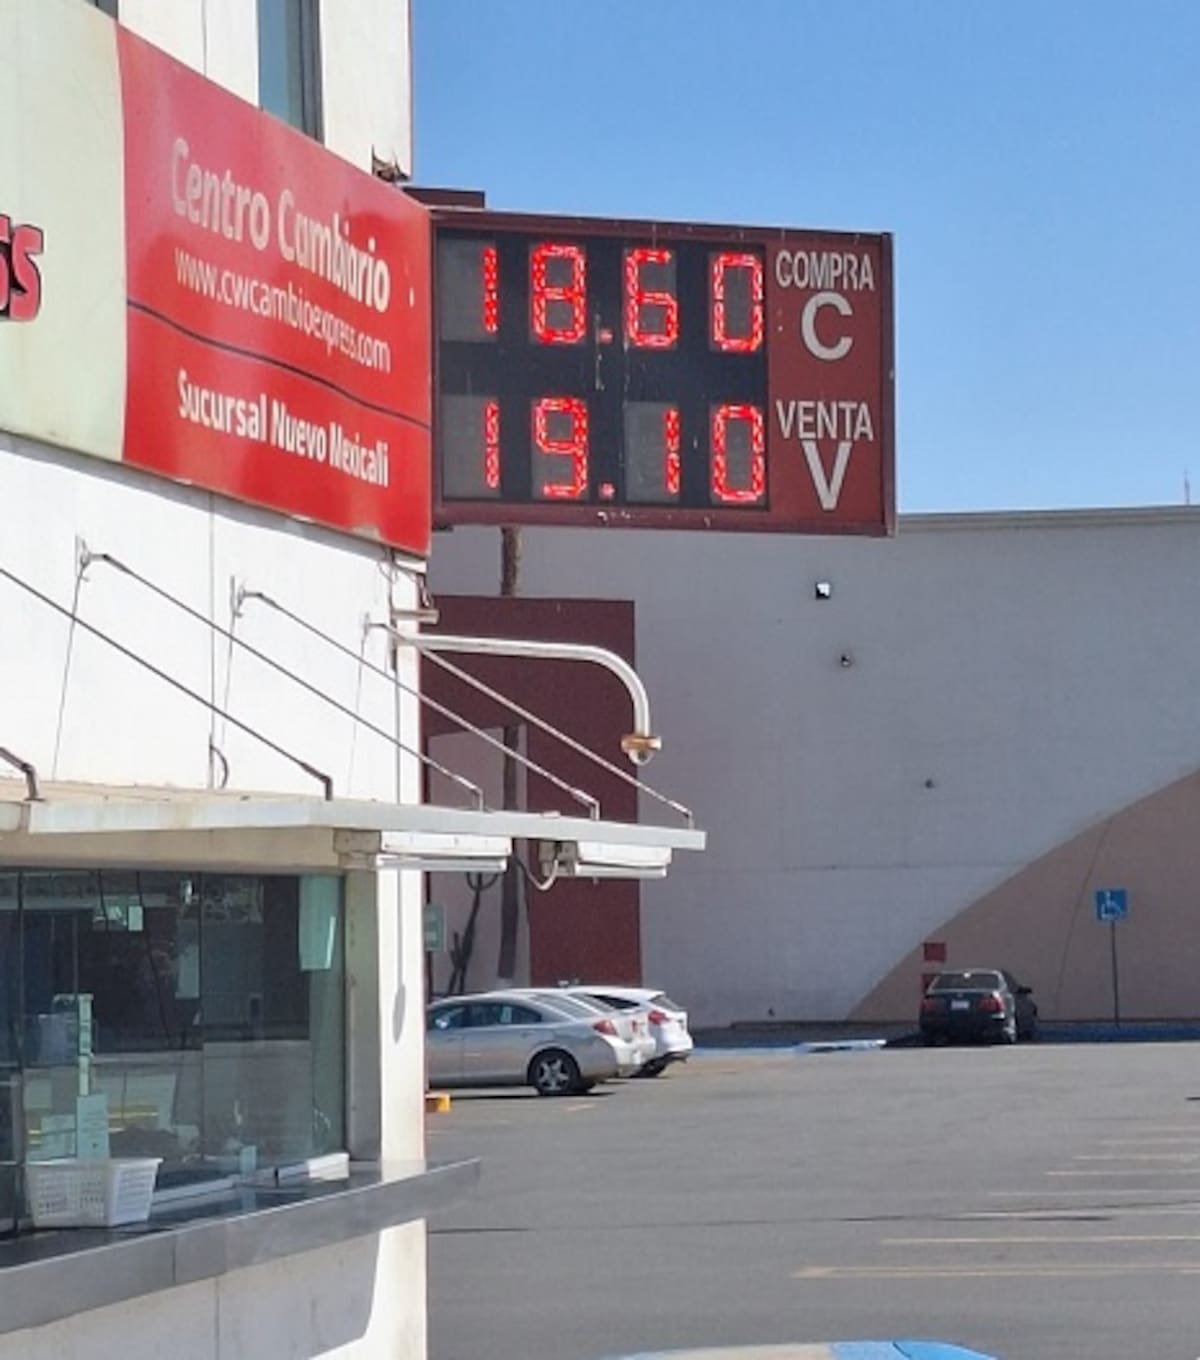 Centro Cambiario
www.cwcambioexpress.com
Sucursal Nuevo Mexicali
18.60 COMPRA
C
19.10 VENTA
V